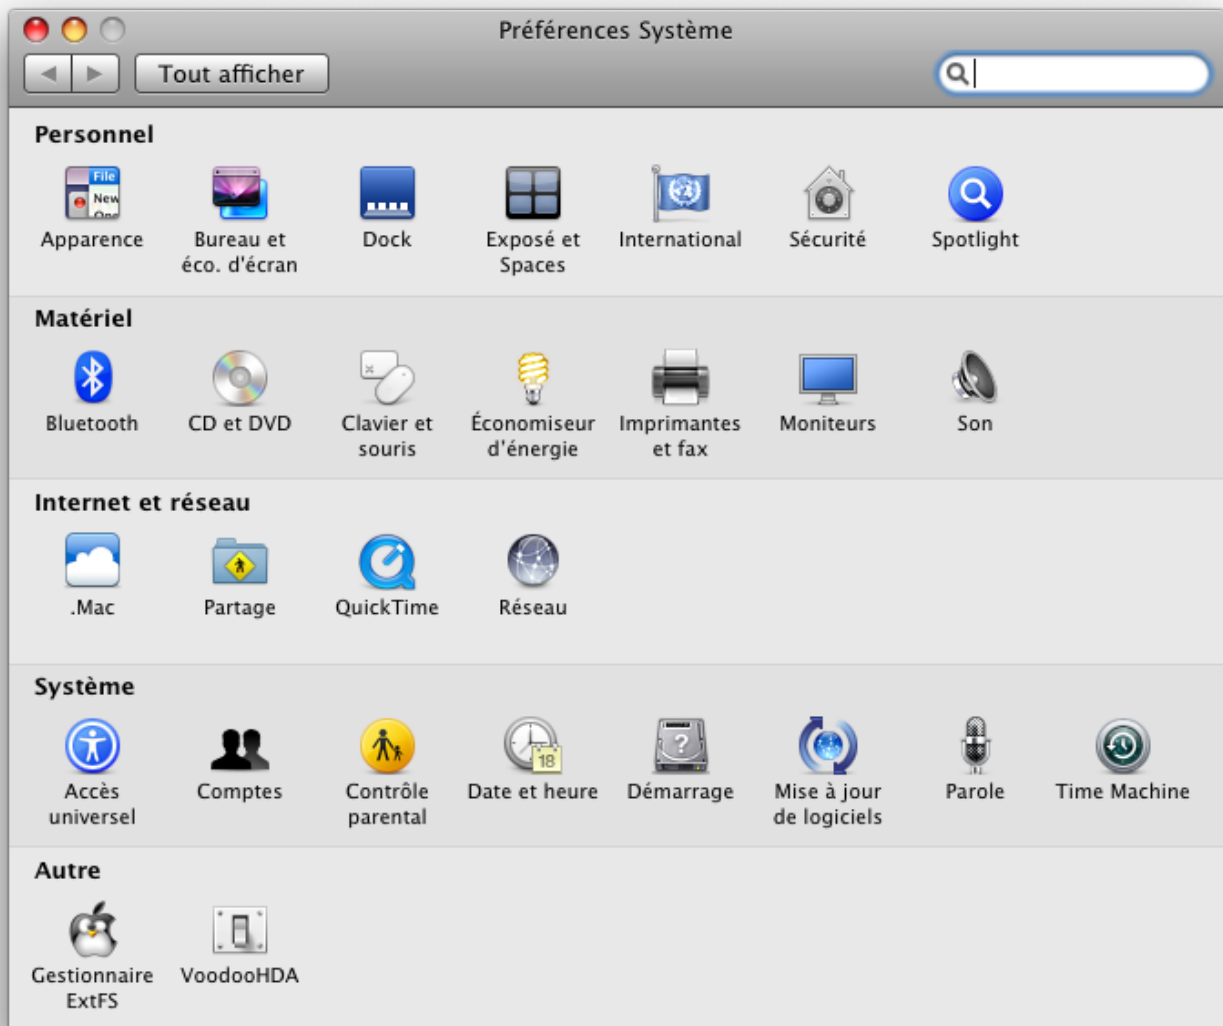 Préférences Système
Tout afficher
Personnel
File
New
One
Apparence
Bureau et
éco. d'écran
Dock
Exposé et
Spaces
International
Sécurité
Spotlight
Matériel
Bluetooth
CD et DVD
Clavier et
souris
Économiseur
d'énergie
Imprimantes
et fax
Moniteurs
Son
Internet et réseau
.Mac
Partage
QuickTime
Réseau
Système
Accès
universel
Comptes
Contrôle
parental
18
Date et heure
?
Démarrage
Mise à jour
de logiciels
Parole
Time Machine
Autre
Gestionnaire
ExtFS
VoodooHDA